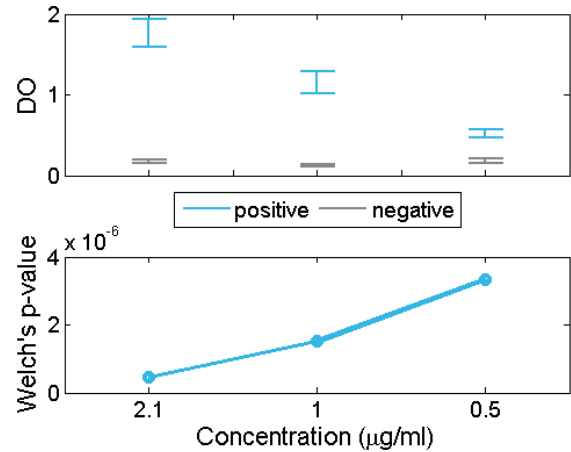 2
1
0
DO
positive negative
x 10^-6
4
2
0
Welch's p-value
2.1 1 0.5
Concentration (μg/ml)